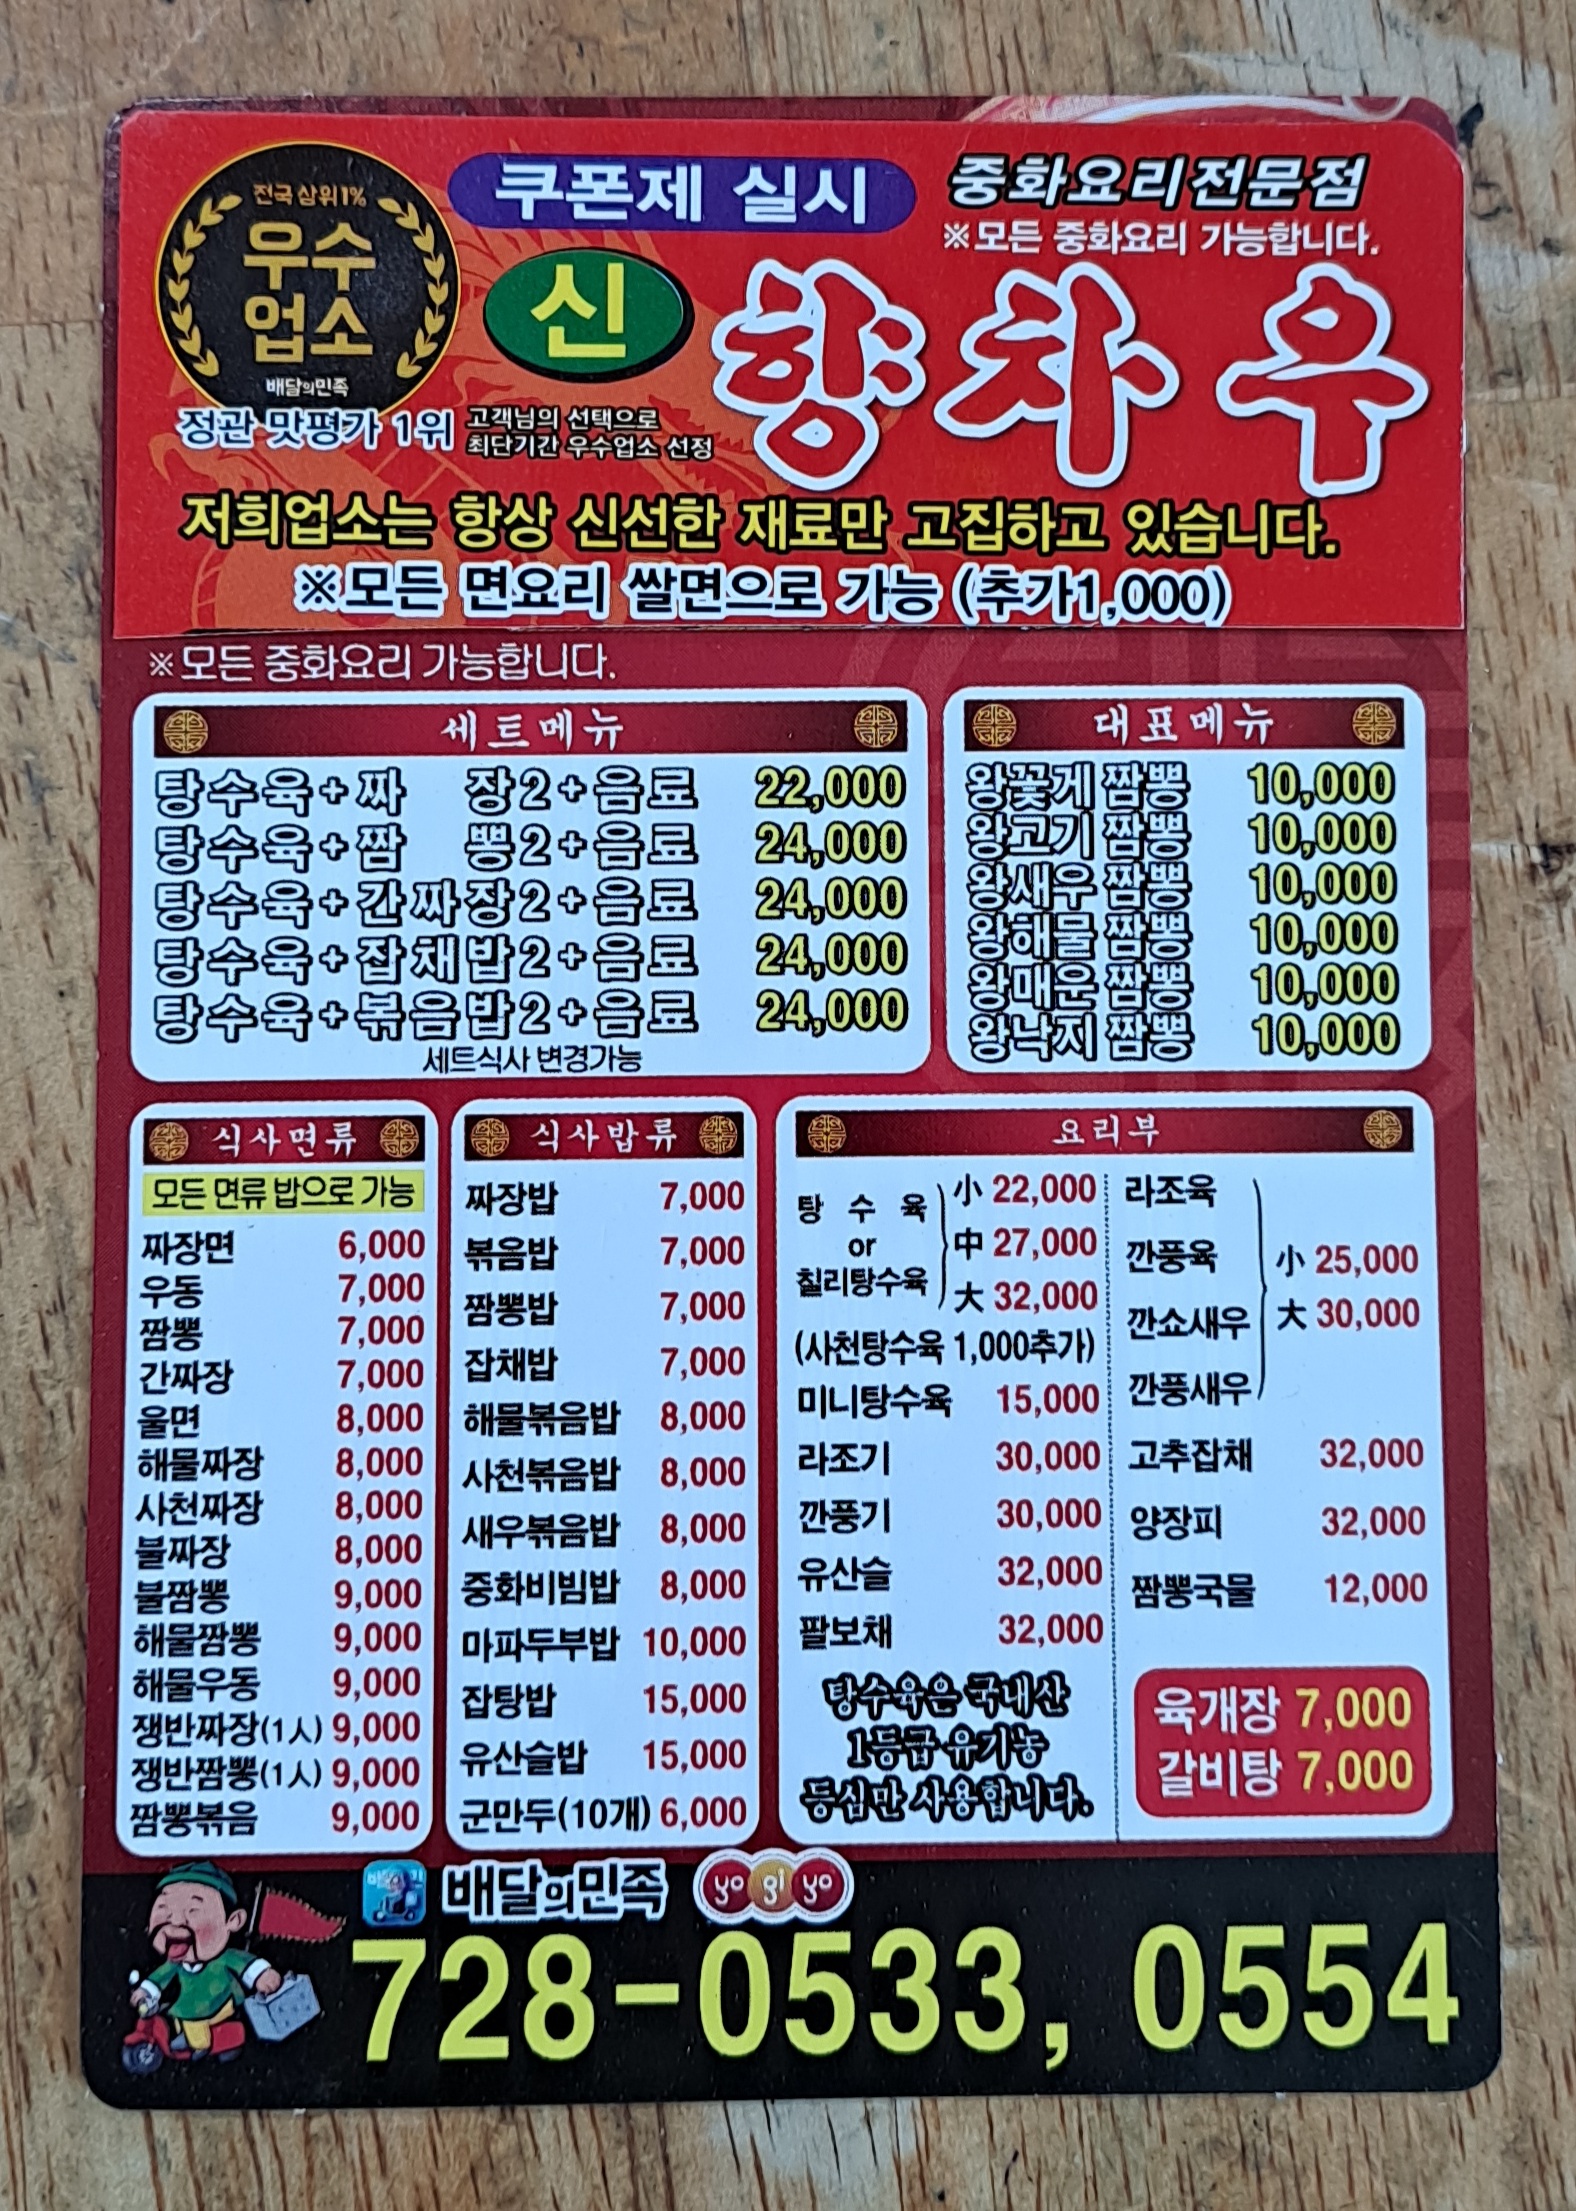 전국 상위1%
우수
업소
배달의민족
쿠폰제 실시
중화요리전문점
※모든 중화요리 가능합니다.
신 향차우
정관 맛평가 1위
고객님의 선택으로
최단기간 우수업소 선정
저희업소는 항상 신선한 재료만 고집하고 있습니다.
※모든 면요리 쌀면으로 가능 (추가1,000)
※모든 중화요리 가능합니다.
세트메뉴
탕수육+짜 장2+음료 22,000
탕수육+짬 뽕2+음료 24,000
탕수육+간짜장2+음료 24,000
탕수육+잡채밥2+음료 24,000
탕수육+볶음밥2+음료 24,000
세트식사 변경가능
대표메뉴
왕꽃게짬뽕 10,000
왕고기짬뽕 10,000
왕새우짬뽕 10,000
왕해물짬뽕 10,000
왕매운짬뽕 10,000
왕낙지짬뽕 10,000
식사면류
모든 면류 밥으로 가능
짜장면 6,000
우동 7,000
짬뽕 7,000
간짜장 7,000
울면 8,000
해물짜장 8,000
사천짜장 8,000
불짜장 8,000
불짬뽕 9,000
해물짬뽕 9,000
해물우동 9,000
쟁반짜장(1人) 9,000
쟁반짬뽕(1人) 9,000
짬뽕볶음 9,000
식사밥류
짜장밥 7,000
볶음밥 7,000
짬뽕밥 7,000
잡채밥 7,000
해물볶음밥 8,000
사천볶음밥 8,000
새우볶음밥 8,000
중화비빔밥 8,000
마파두부밥 10,000
잡탕밥 15,000
유산슬밥 15,000
군만두(10개) 6,000
요리부
탕 수 육
or
칠리탕수육
小 22,000
中 27,000
大 32,000
(사천탕수육 1,000추가)
미니탕수육 15,000
라조기 30,000
깐풍기 30,000
유산슬 32,000
팔보채 32,000
탕수육은 국내산
1등급 유기농
등심만 사용합니다.
라조육
깐풍육
깐쇼새우
깐풍새우
小 25,000
大 30,000
고추잡채 32,000
양장피 32,000
짬뽕국물 12,000
육개장 7,000
갈비탕 7,000
배달의민족 yo gi yo
728-0533, 0554